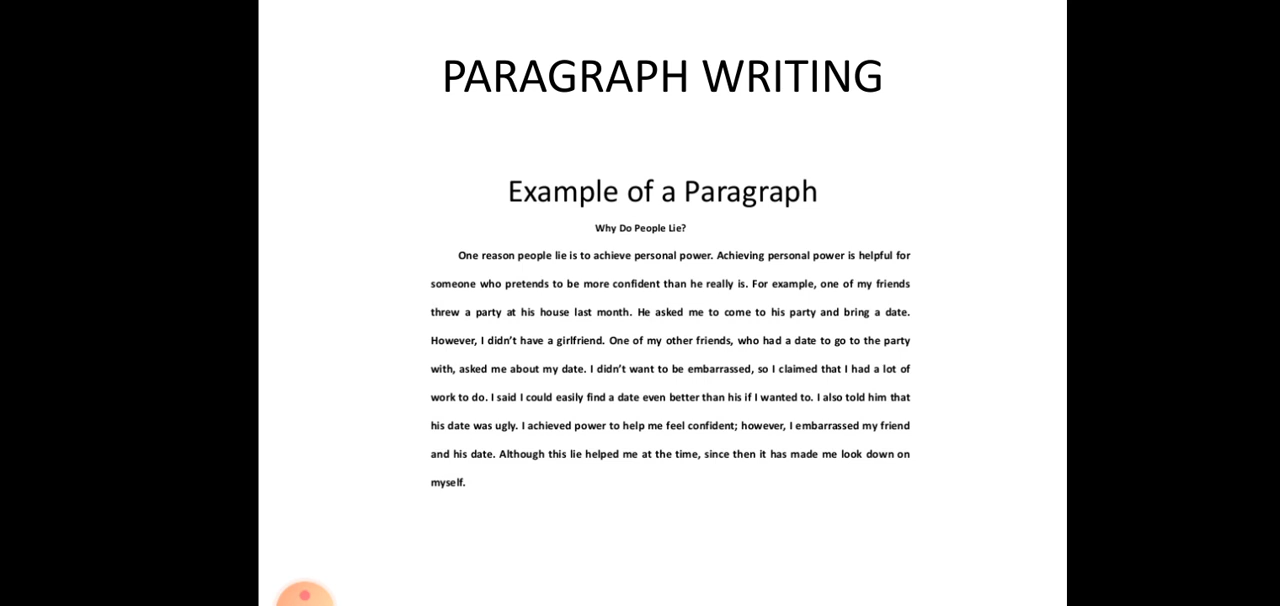 PARAGRAPH WRITING
Example of a Paragraph
Why Do People Lie?
One reason people lie is to achieve personal power. Achieving personal power is helpful for
someone who pretends to be more confident than he really is. For example, one of my friends
threw a party at his house last month. He asked me to come to his party and bring a date.
However, I didn’t have a girlfriend. One of my other friends, who had a date to go to the party
with, asked me about my date. I didn’t want to be embarrassed, so I claimed that I had a lot of
work to do. I said I could easily find a date even better than his if I wanted to. I also told him that
his date was ugly. I achieved power to help me feel confident; however, I embarrassed my friend
and his date. Although this lie helped me at the time, since then it has made me look down on
myself.